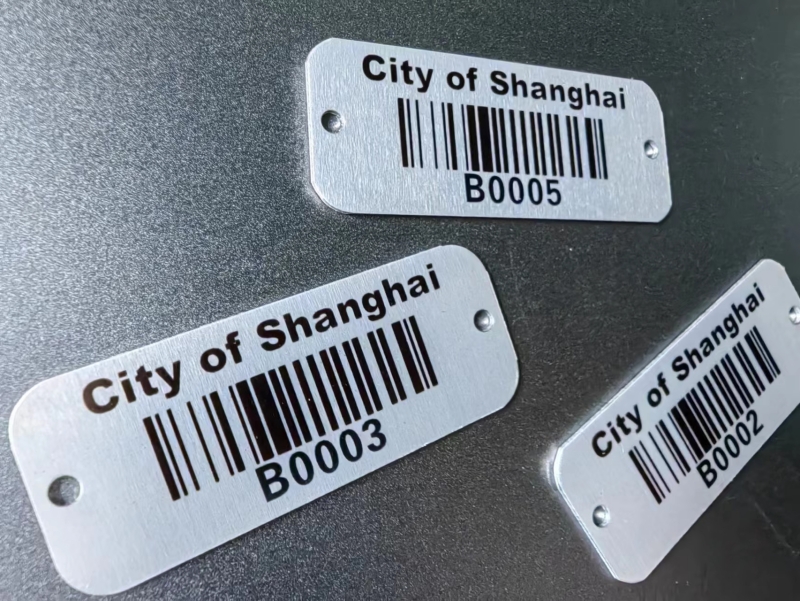 City of Shanghai
B0005
City of Shanghai
B0003
City of Shanghai
B0002